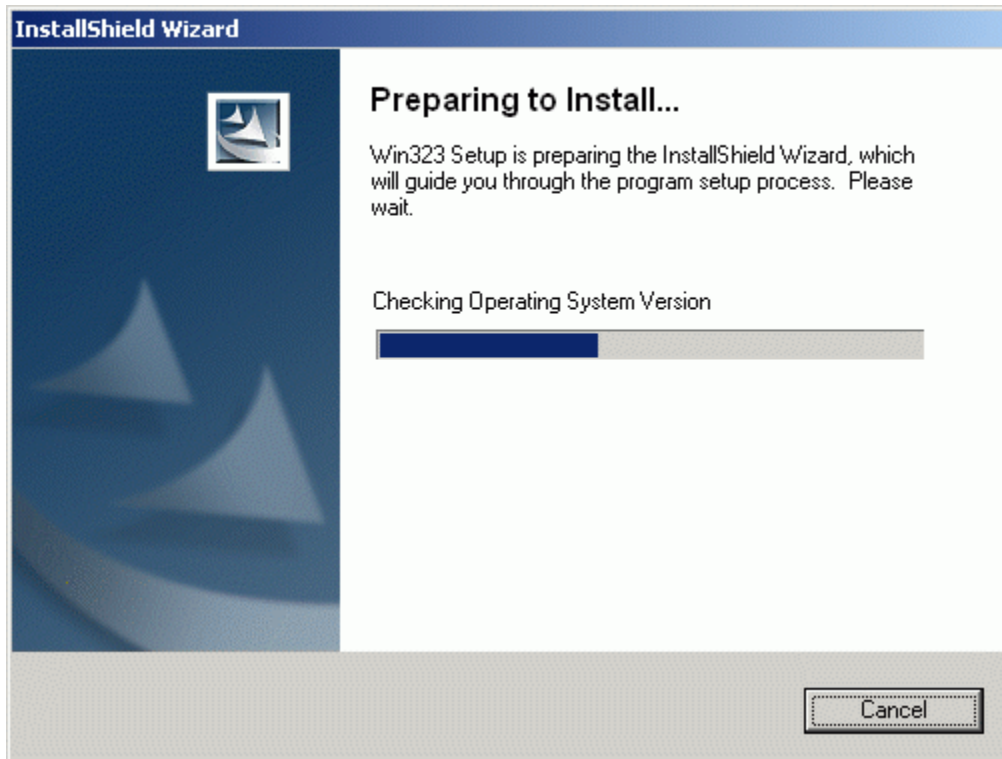 InstallShield Wizard
Preparing to Install...
Win323 Setup is preparing the InstallShield Wizard, which
will guide you through the program setup process.  Please
wait.
Checking Operating System Version
Cancel